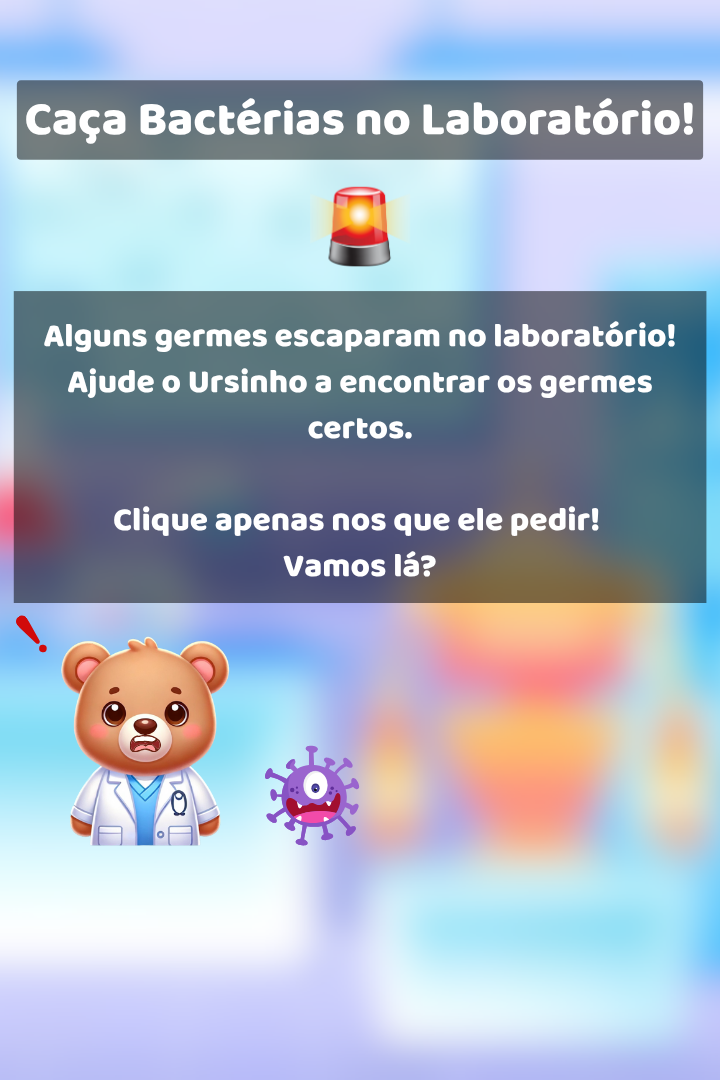 Caça Bactérias no Laboratório!
Alguns germes escaparam no laboratório!
Ajude o Ursinho a encontrar os germes
certos.
Clique apenas nos que ele pedir!
Vamos lá?